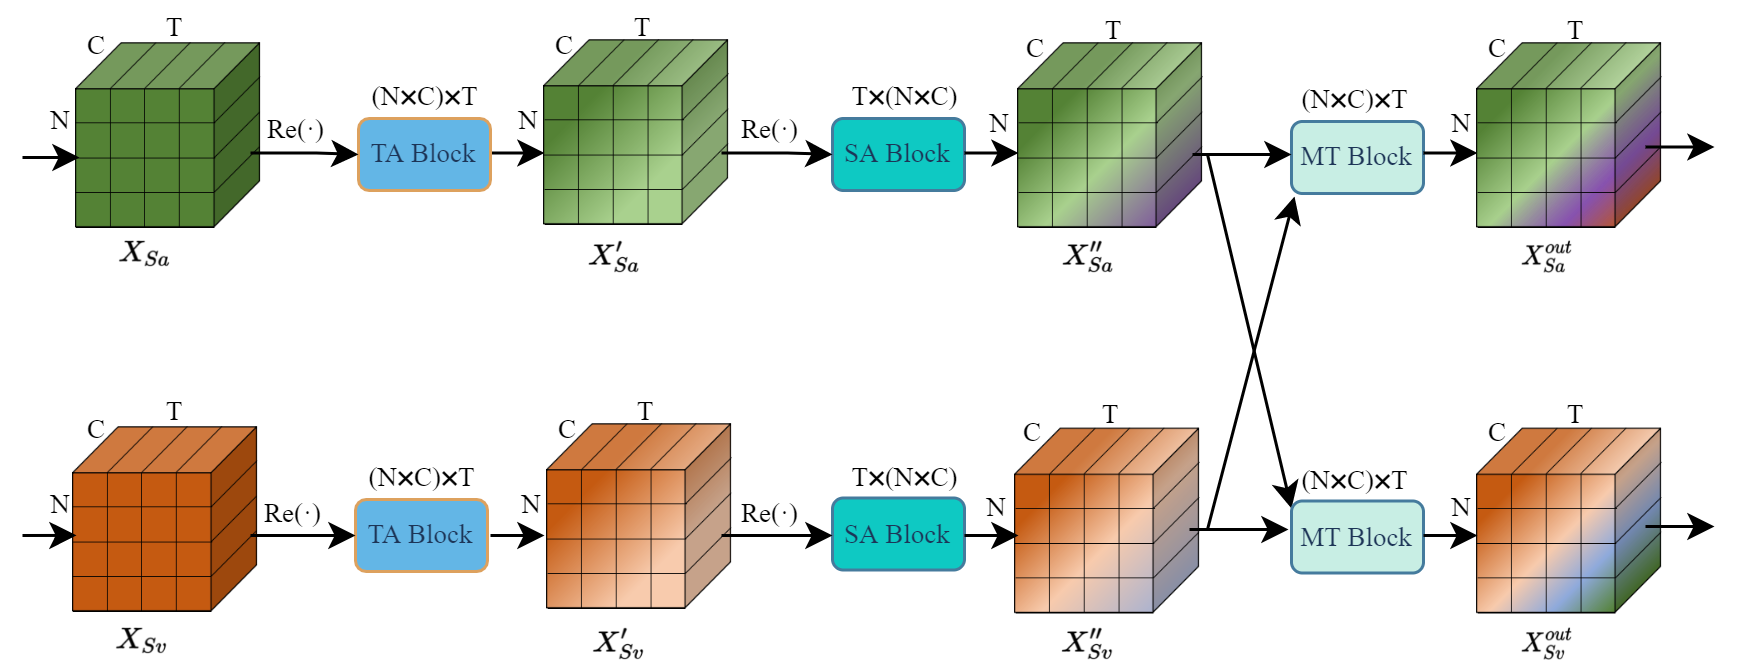 T T T T
C C C C
(N×C)×T T×(N×C) (N×C)×T
N Re(·) TA Block N Re(·) SA Block N MT Block N
X_{Sa} X'_{Sa} X''_{Sa} X^{out}_{Sa}
T T T T
C C C C
(N×C)×T T×(N×C) (N×C)×T
N Re(·) TA Block N Re(·) SA Block N MT Block N
X_{Sv} X'_{Sv} X''_{Sv} X^{out}_{Sv}